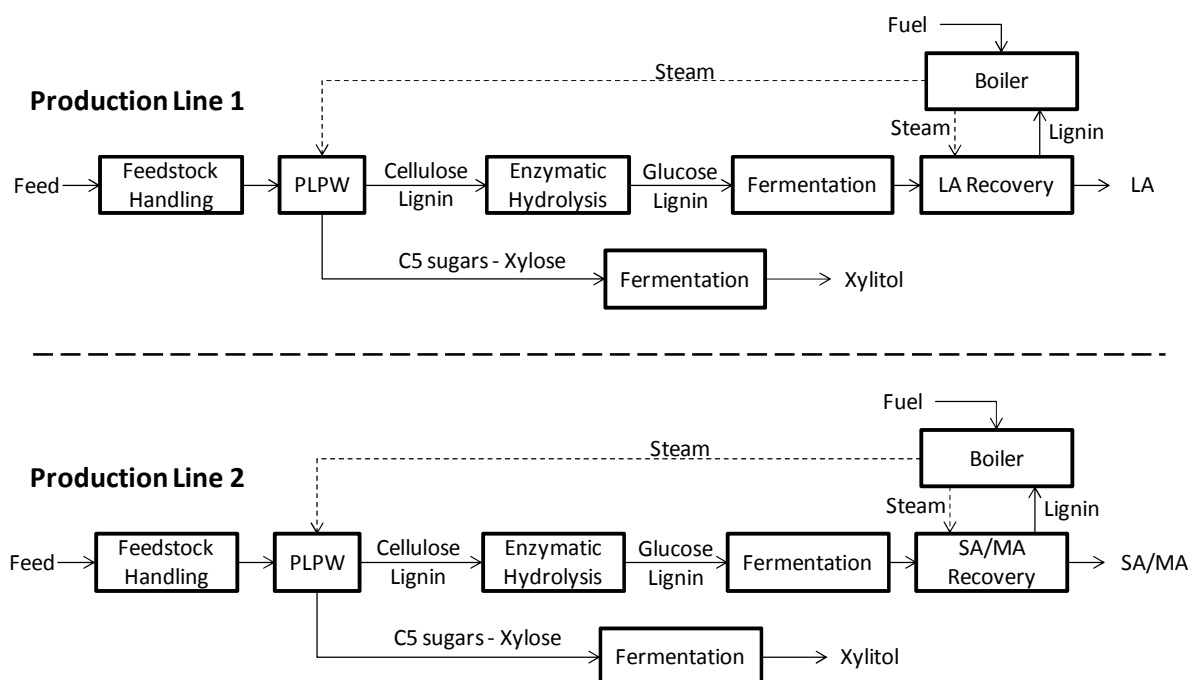 Fuel
Boiler
Steam
Production Line 1
Steam
Lignin
Feed
Feedstock
Handling
PLPW
Cellulose
Lignin
Enzymatic
Hydrolysis
Glucose
Lignin
Fermentation
LA Recovery
LA
C5 sugars - Xylose
Fermentation
Xylitol
Fuel
Boiler
Steam
Production Line 2
Steam
Lignin
Feed
Feedstock
Handling
PLPW
Cellulose
Lignin
Enzymatic
Hydrolysis
Glucose
Lignin
Fermentation
SA/MA
Recovery
SA/MA
C5 sugars - Xylose
Fermentation
Xylitol